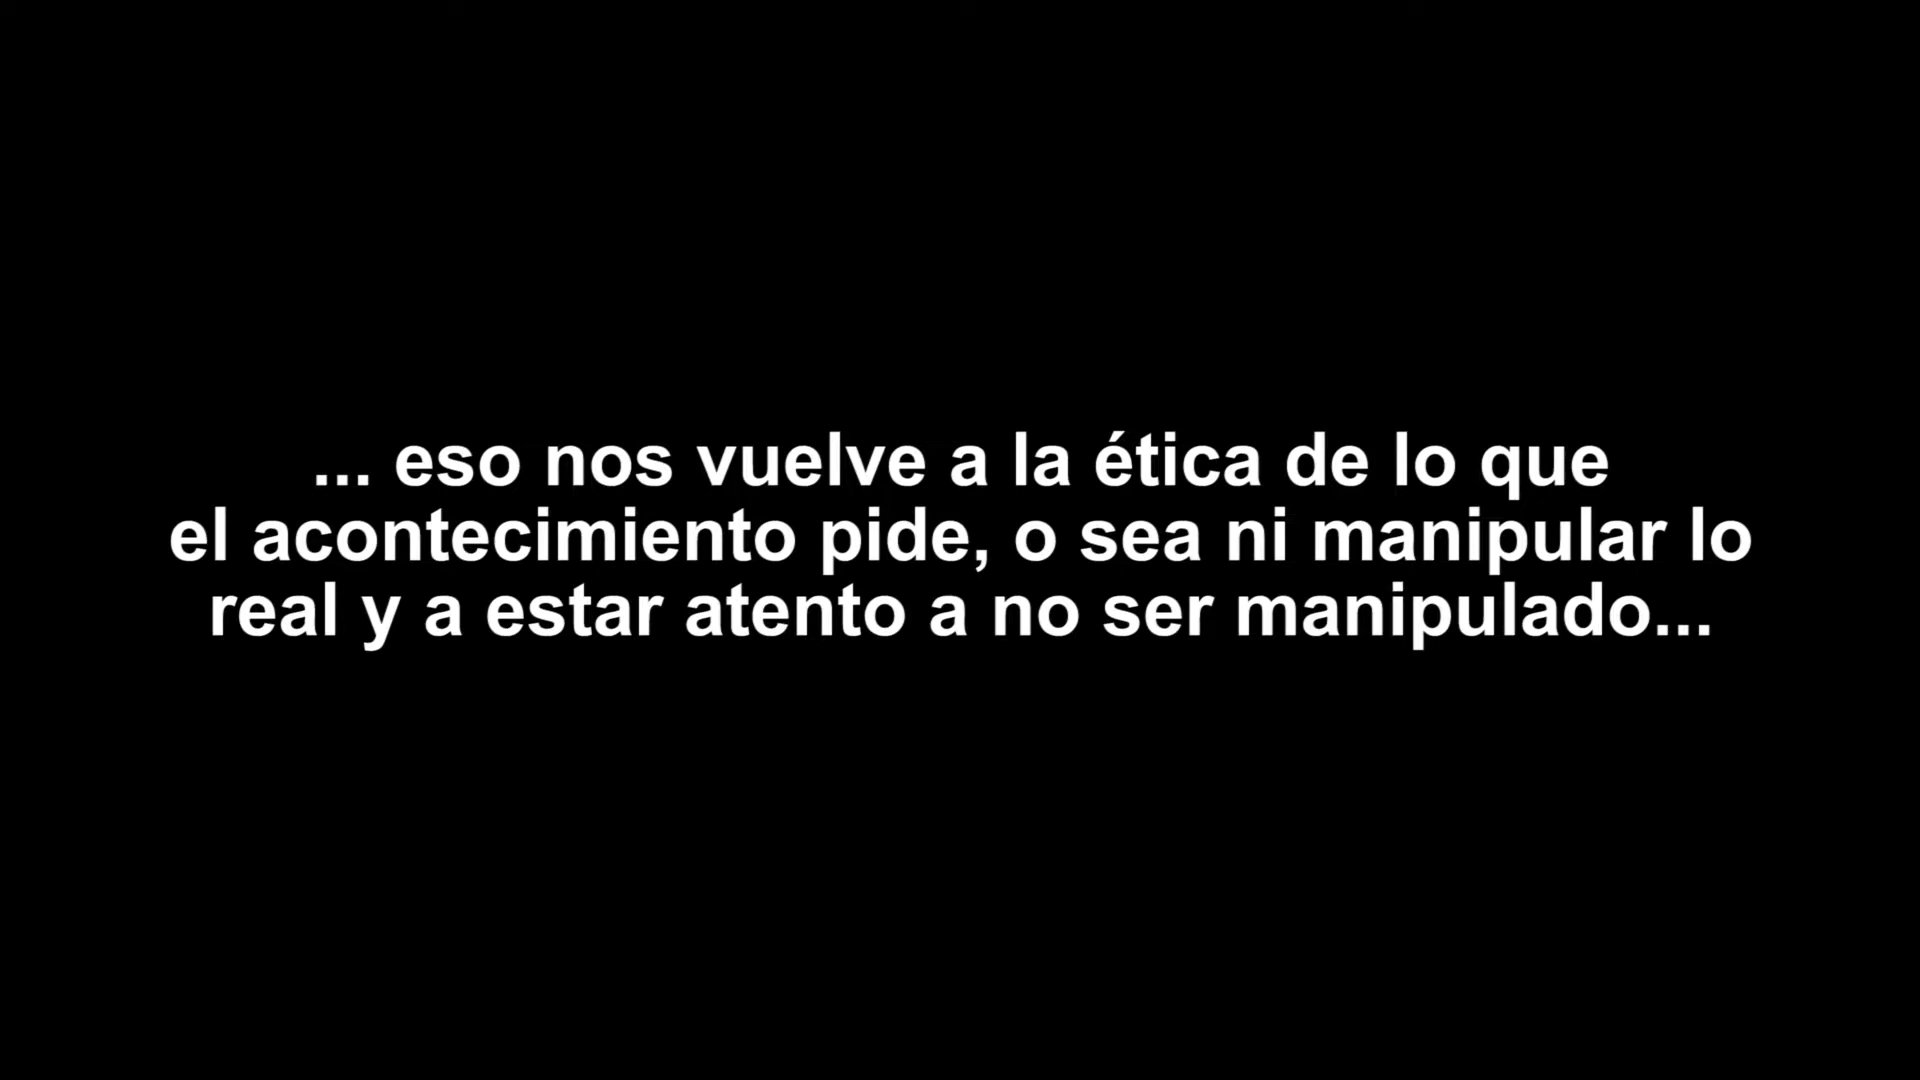 ... eso nos vuelve a la ética de lo que
el acontecimiento pide, o sea ni manipular lo
real y a estar atento a no ser manipulado...